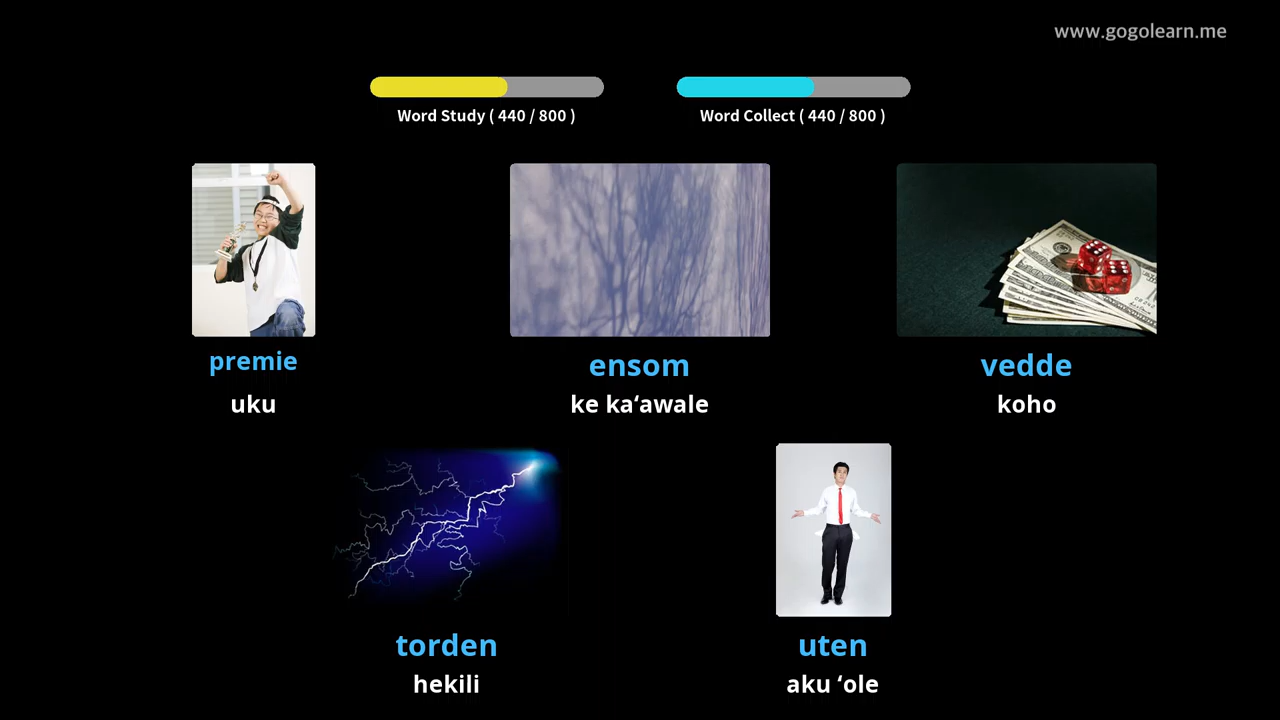 www.gogolearn.me
Word Study ( 440 / 800 )
Word Collect ( 440 / 800 )
premie
uku
ensom
ke kaʻawale
vedde
koho
torden
hekili
uten
aku ʻole